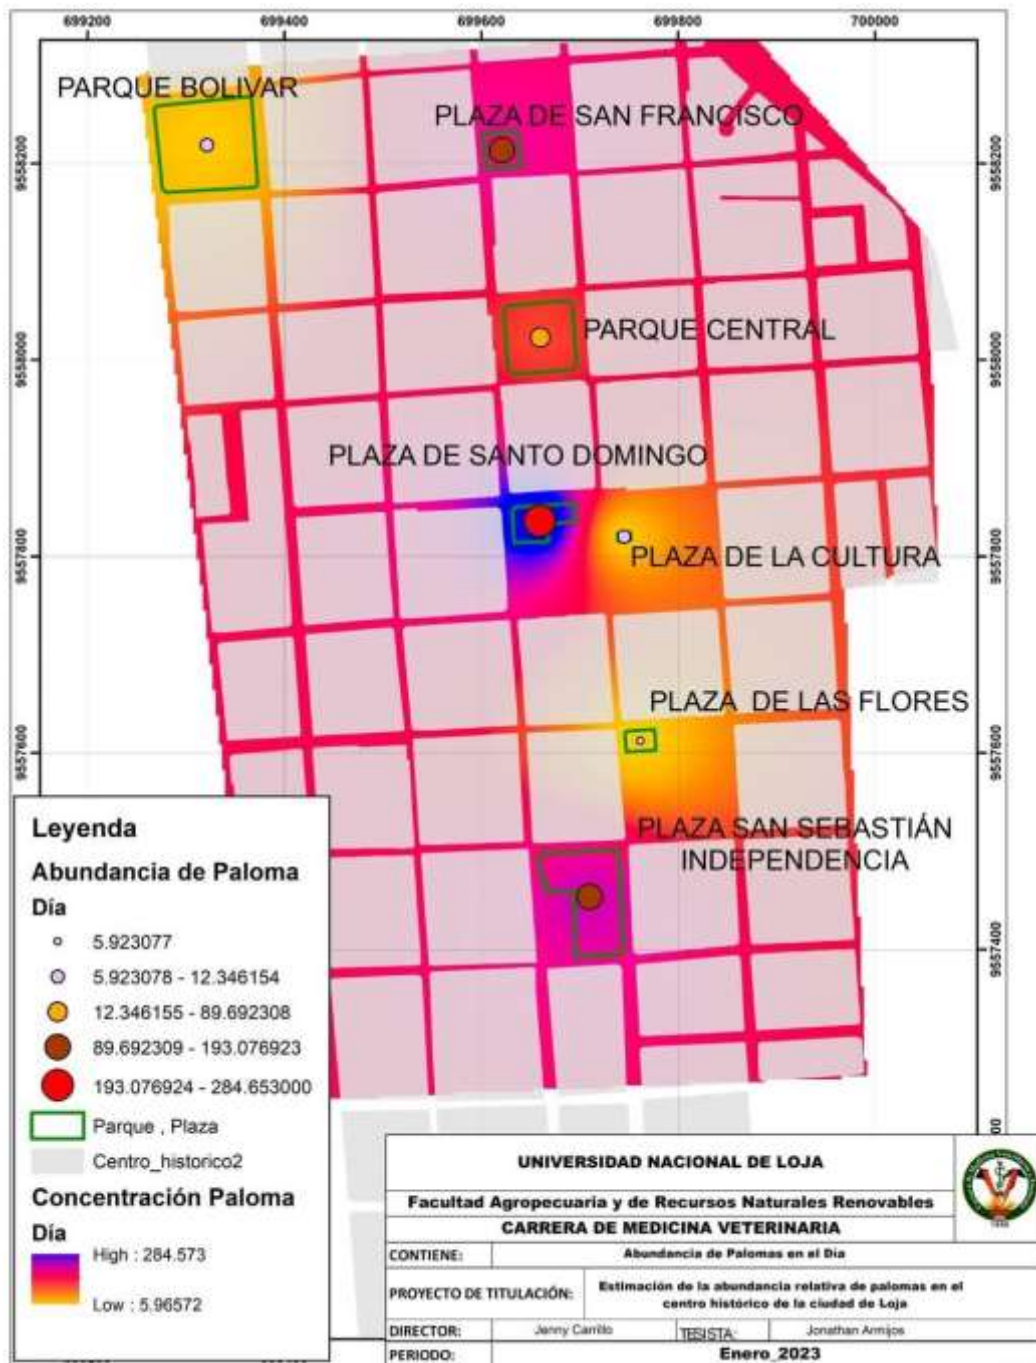 699200
699400
699600
699800
700000
PARQUE BOLIVAR
PLAZA DE SAN FRANCISCO
9558200
9558200
PARQUE CENTRAL
9558000
9558000
PLAZA DE SANTO DOMINGO
PLAZA DE LA CULTURA
9557800
9557800
PLAZA DE LAS FLORES
9557600
9557600
PLAZA SAN SEBASTIÁN
INDEPENDENCIA
9557400
Leyenda
Abundancia de Paloma
Día
5.923077
5.923078 - 12.346154
12.346155 - 89.692308
89.692309 - 193.076923
193.076924 - 284.653000
Parque , Plaza
Centro_historico2
Concentración Paloma
Día
High : 284.573
Low : 5.96572
UNIVERSIDAD NACIONAL DE LOJA
Facultad Agropecuaria y de Recursos Naturales Renovables
CARRERA DE MEDICINA VETERINARIA
CONTIENE: Abundancia de Palomas en el Día
PROYECTO DE TITULACIÓN: Estimación de la abundancia relativa de palomas en el
centro histórico de la ciudad de Loja
DIRECTOR: Jenny Carrillo TESISTA: Jonathan Armijos
PERIODO: Enero_2023